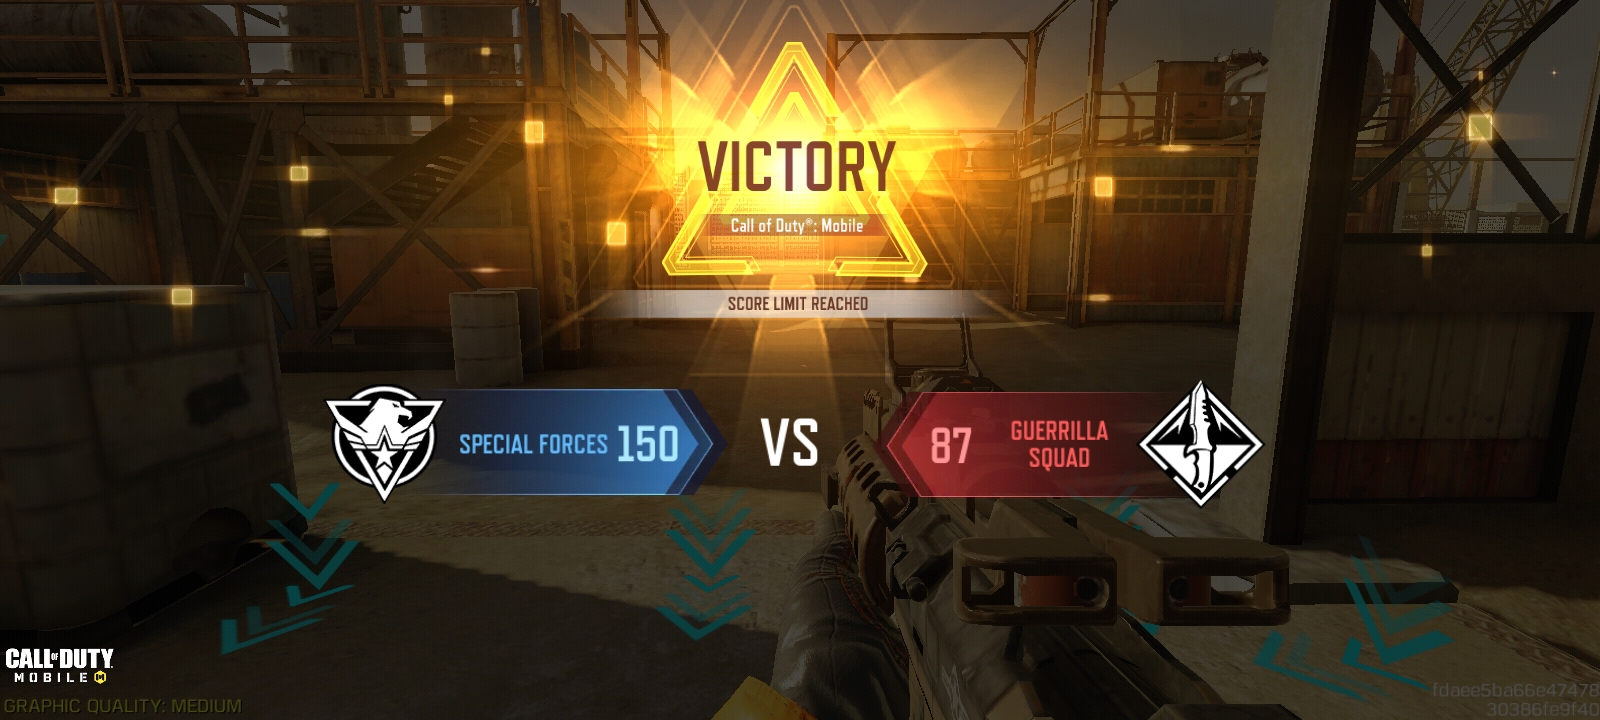 VICTORY
Call of Duty®: Mobile
SCORE LIMIT REACHED
SPECIAL FORCES 150
VS
87
GUERRILLA
SQUAD
CALL OF DUTY
MOBILE
GRAPHIC QUALITY: MEDIUM
fdaee5ba66e47478
30386fe9f40